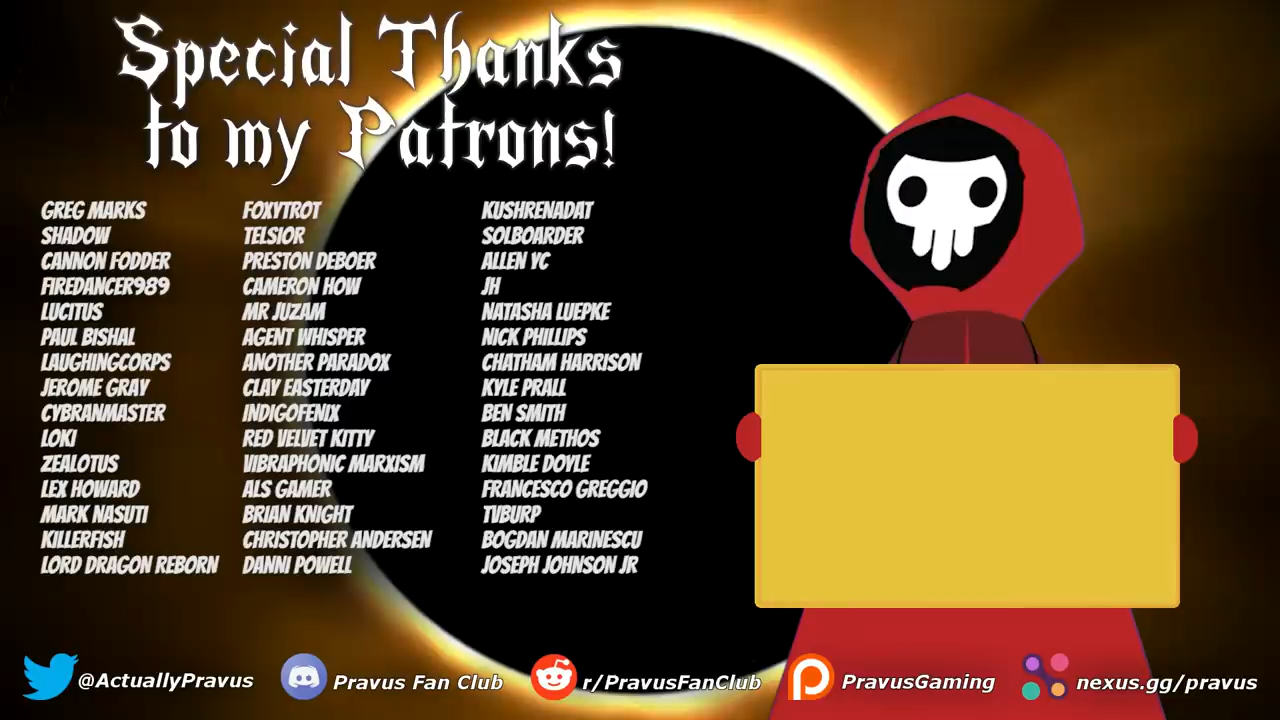 Special Thanks
to my Patrons!
GREG MARKS
SHADOW
CANNON FODDER
FIREDANCER989
LUCITUS
PAUL BISHAL
LAUGHINGCORPS
JEROME GRAY
CYBRANMASTER
LOKI
ZEALOTUS
LEX HOWARD
MARK NASUTI
KILLERFISH
LORD DRAGON REBORN
FOXYTROT
TELSIOR
PRESTON DEBOER
CAMERON HOW
MR JUZAM
AGENT WHISPER
ANOTHER PARADOX
CLAY EASTERDAY
INDIGOFENIX
RED VELVET KITTY
VIBRAPHONIC MARXISM
ALS GAMER
BRIAN KNIGHT
CHRISTOPHER ANDERSEN
DANNI POWELL
KUSHRENADAT
SOLBOARDER
ALLEN YC
JH
NATASHA LUEPKE
NICK PHILLIPS
CHATHAM HARRISON
KYLE PRALL
BEN SMITH
BLACK METHOS
KIMBLE DOYLE
FRANCESCO GREGGIO
TVBURP
BOGDAN MARINESCU
JOSEPH JOHNSON JR
@ActuallyPravus
Pravus Fan Club
r/PravusFanClub
PravusGaming
nexus.gg/pravus